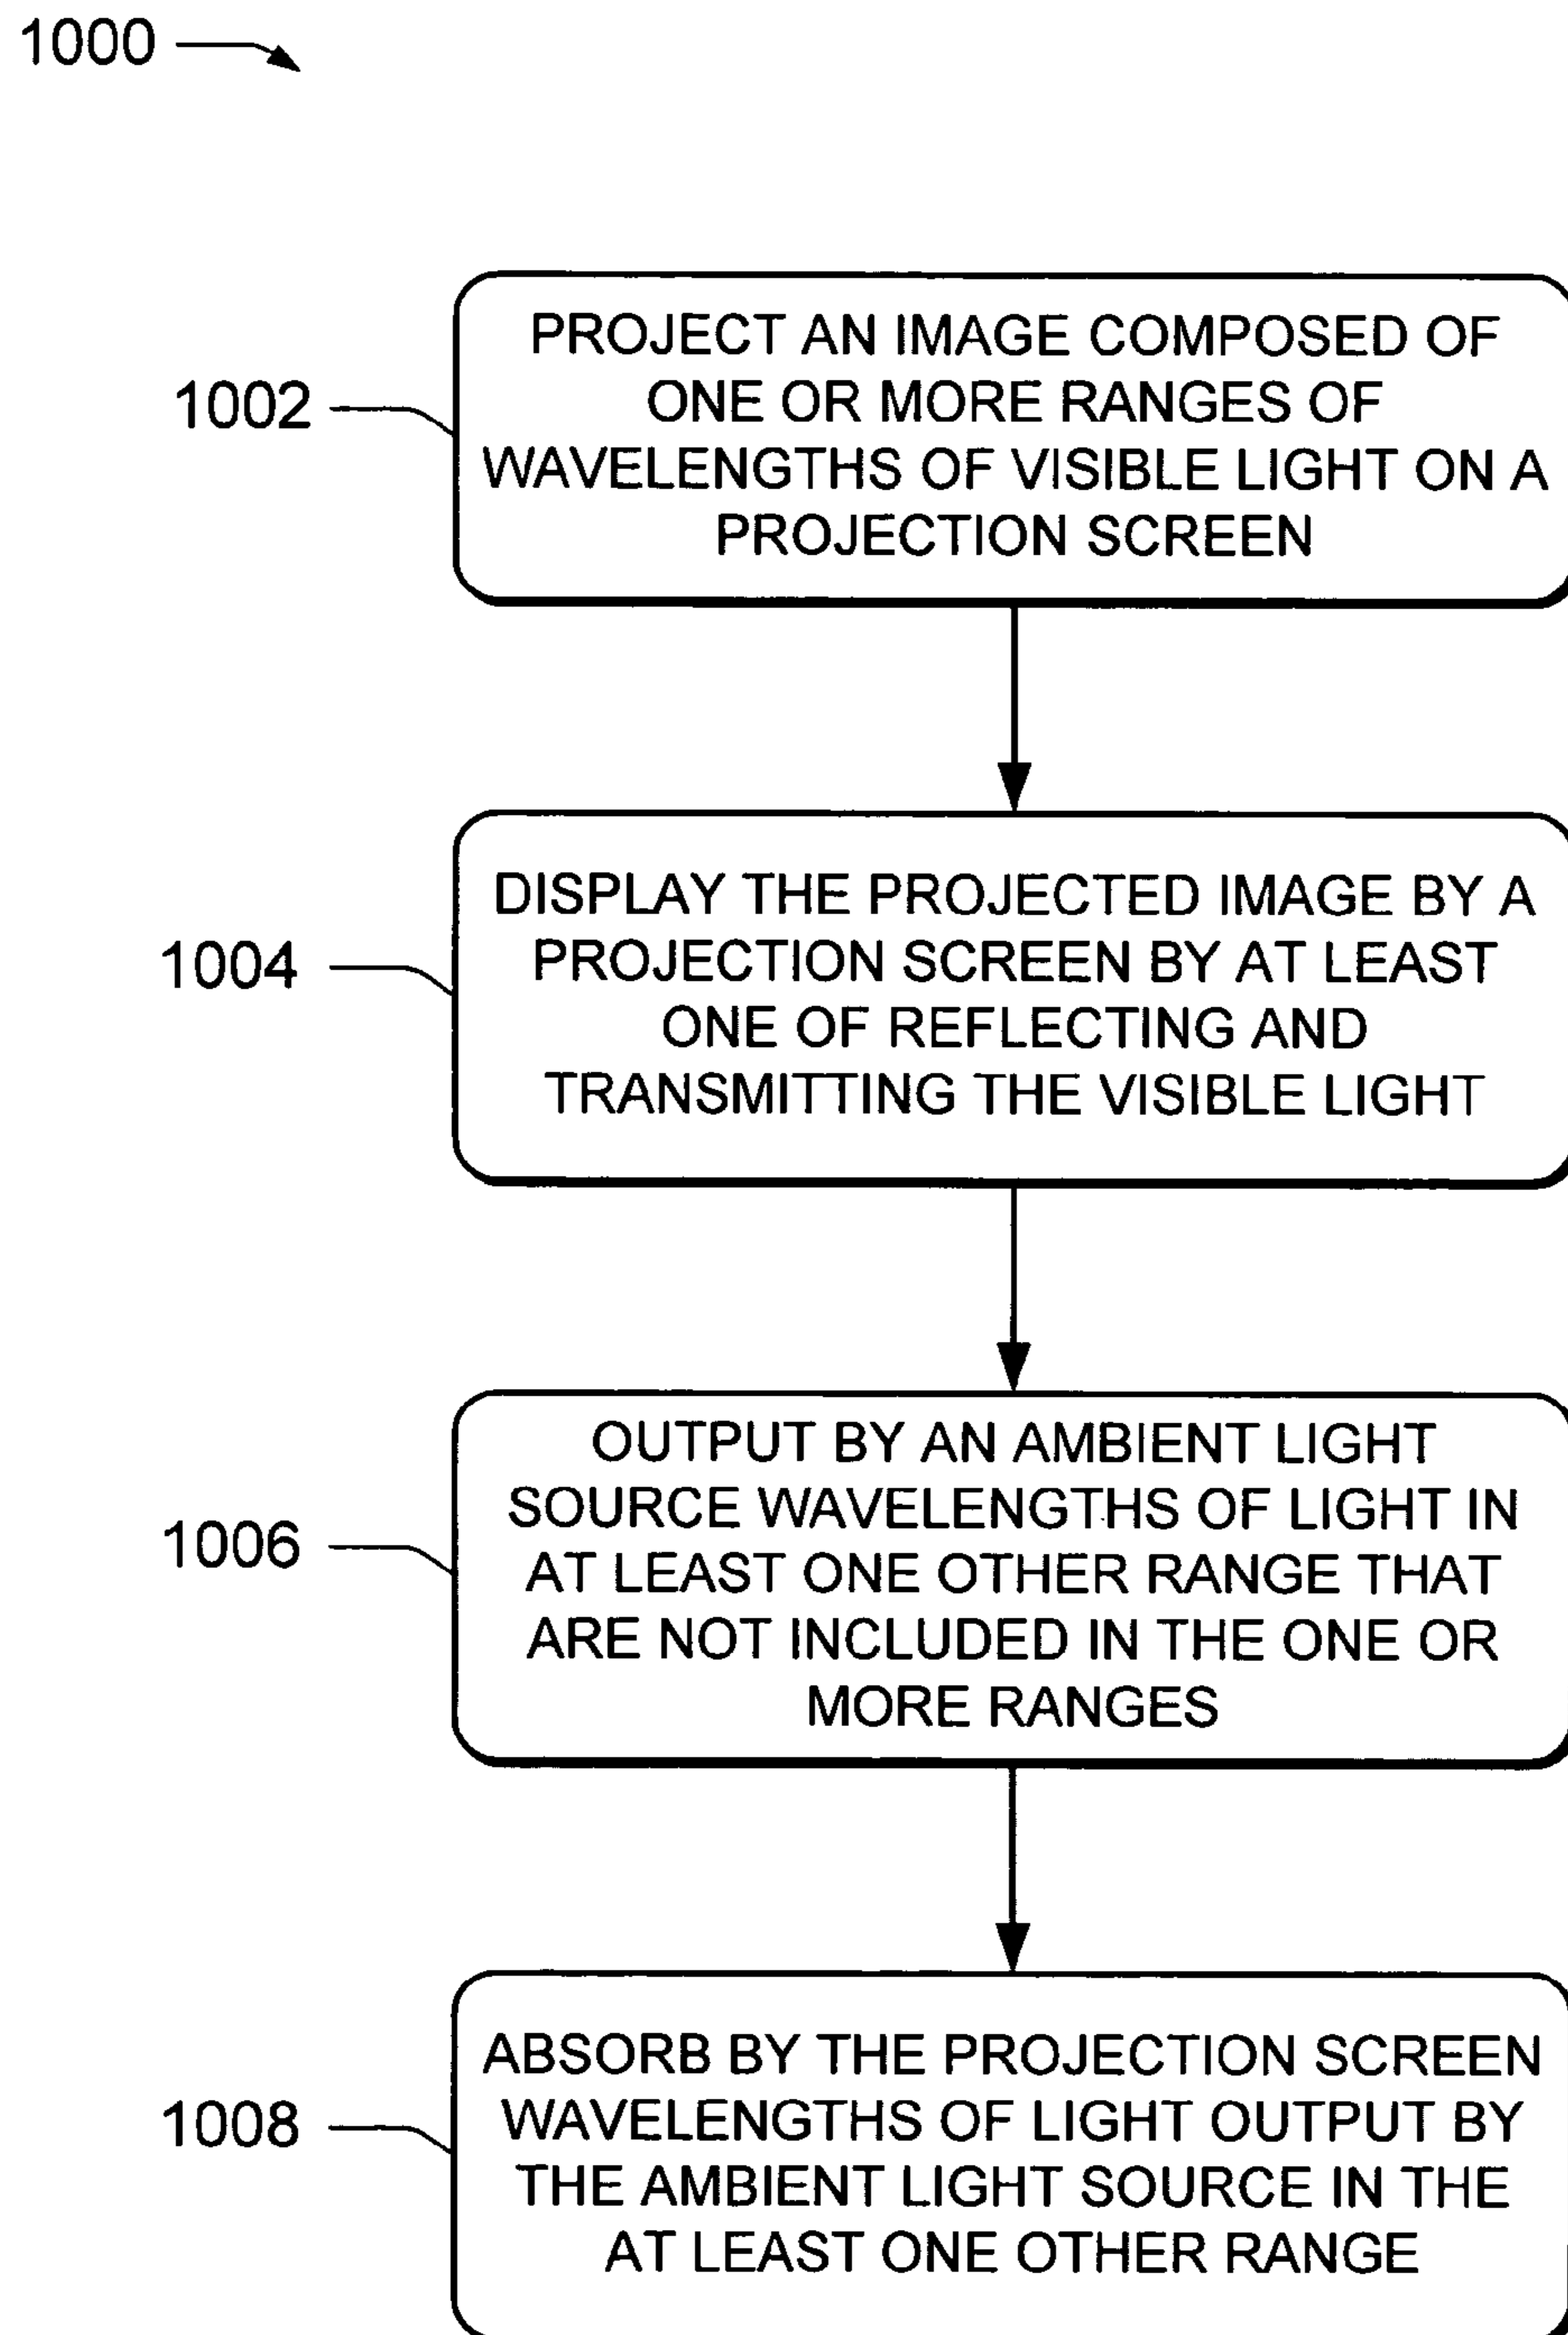 1000
1002
PROJECT AN IMAGE COMPOSED OF
ONE OR MORE RANGES OF
WAVELENGTHS OF VISIBLE LIGHT ON A
PROJECTION SCREEN
1004
DISPLAY THE PROJECTED IMAGE BY A
PROJECTION SCREEN BY AT LEAST
ONE OF REFLECTING AND
TRANSMITTING THE VISIBLE LIGHT
1006
OUTPUT BY AN AMBIENT LIGHT
SOURCE WAVELENGTHS OF LIGHT IN
AT LEAST ONE OTHER RANGE THAT
ARE NOT INCLUDED IN THE ONE OR
MORE RANGES
1008
ABSORB BY THE PROJECTION SCREEN
WAVELENGTHS OF LIGHT OUTPUT BY
THE AMBIENT LIGHT SOURCE IN THE
AT LEAST ONE OTHER RANGE